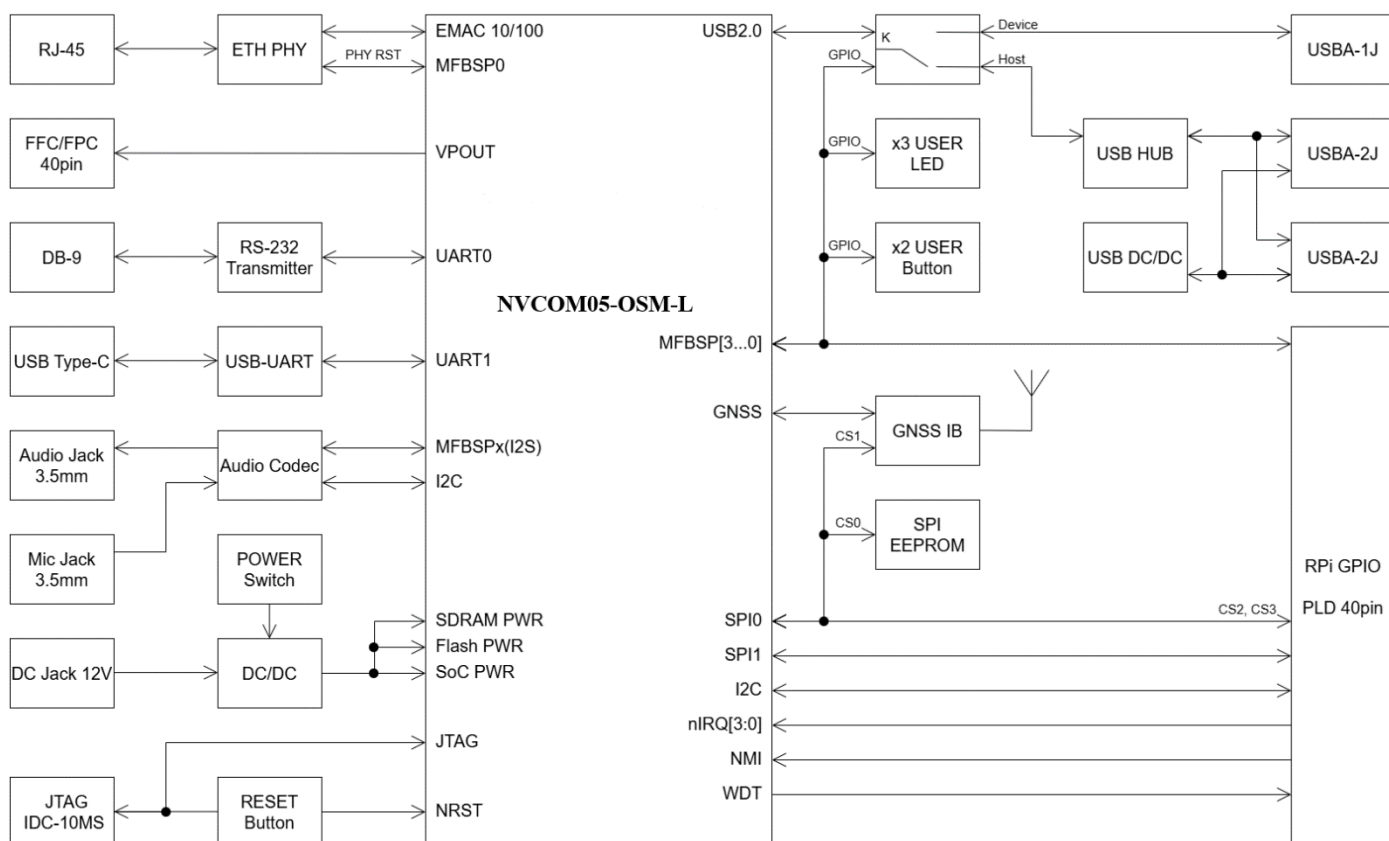 RJ-45
ETH PHY
PHY RST
EMAC 10/100
MFBSP0
FFC/FPC
40pin
VPOUT
DB-9
RS-232
Transmitter
UART0
NVCOM05-OSM-L
USB Type-C
USB-UART
UART1
Audio Jack
3.5mm
Audio Codec
MFBSPx(I2S)
I2C
Mic Jack
3.5mm
POWER
Switch
SDRAM PWR
Flash PWR
SoC PWR
DC Jack 12V
DC/DC
JTAG
JTAG
IDC-10MS
RESET
Button
NRST
USB2.0
K
GPIO
Device
Host
USBA-1J
GPIO
x3 USER
LED
USB HUB
USBA-2J
GPIO
x2 USER
Button
USB DC/DC
USBA-2J
MFBSP[3...0]
GNSS
CS1
GNSS IB
CS0
SPI
EEPROM
SPI0
CS2, CS3
SPI1
I2C
nIRQ[3:0]
NMI
WDT
RPi GPIO
PLD 40pin